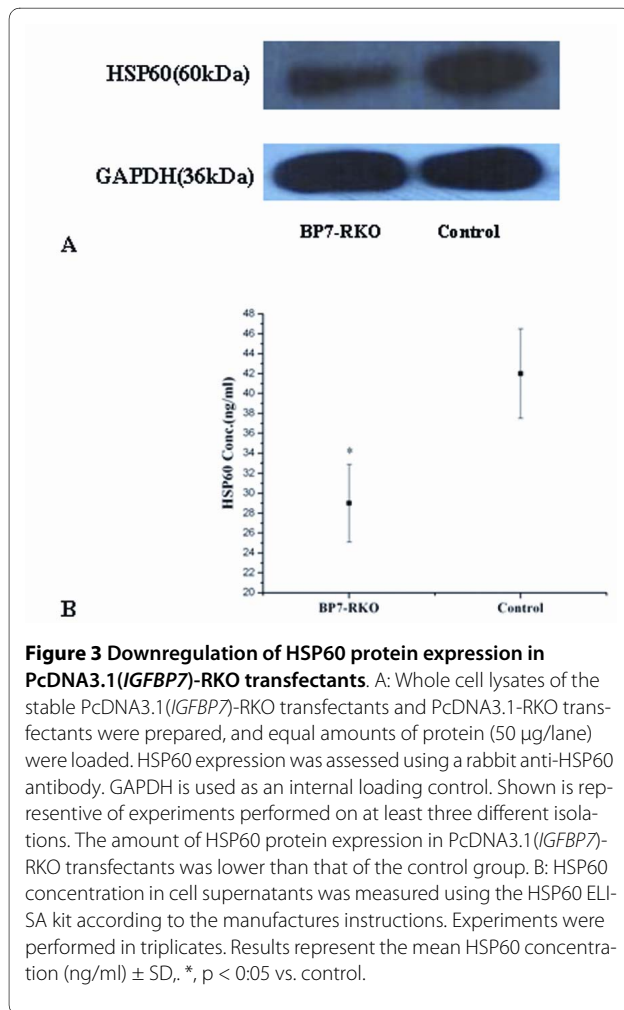 HSP60(60kDa)
GAPDH(36kDa)
BP7-RKO Control
A
48
46
44
42
40
38
36
34
32
30
28
26
24
22
20
HSP60 Conc.(ng/ml)
*
BP7-RKO Control
B
Figure 3 Downregulation of HSP60 protein expression in
PcDNA3.1(IGFBP7)-RKO transfectants. A: Whole cell lysates of the
stable PcDNA3.1(IGFBP7)-RKO transfectants and PcDNA3.1-RKO trans-
fectants were prepared, and equal amounts of protein (50 μg/lane)
were loaded. HSP60 expression was assessed using a rabbit anti-HSP60
antibody. GAPDH is used as an internal loading control. Shown is rep-
resentive of experiments performed on at least three different isola-
tions. The amount of HSP60 protein expression in PcDNA3.1(IGFBP7)-
RKO transfectants was lower than that of the control group. B: HSP60
concentration in cell supernatants was measured using the HSP60 ELI-
SA kit according to the manufactures instructions. Experiments were
performed in triplicates. Results represent the mean HSP60 concentra-
tion (ng/ml) ± SD,. *, p < 0:05 vs. control.